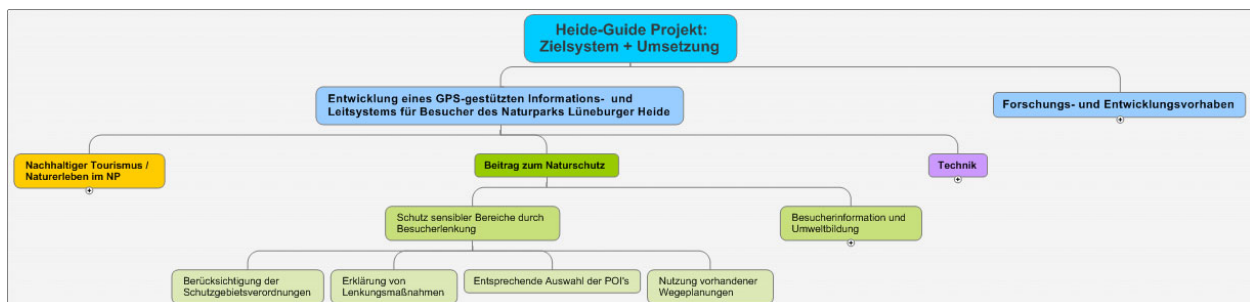 Heide-Guide Projekt:
Zielsystem + Umsetzung
Entwicklung eines GPS-gestützten Informations- und
Leitsystems für Besucher des Naturparks Lüneburger Heide
Forschungs- und Entwicklungsvorhaben
Nachhaltiger Tourismus /
Naturerleben im NP
Beitrag zum Naturschutz
Technik
Schutz sensibler Bereiche durch
Besucherlenkung
Besucherinformation und
Umweltbildung
Berücksichtigung der
Schutzgebietsverordnungen
Erklärung von
Lenkungsmaßnahmen
Entsprechende Auswahl der POI's
Nutzung vorhandener
Wegeplanungen